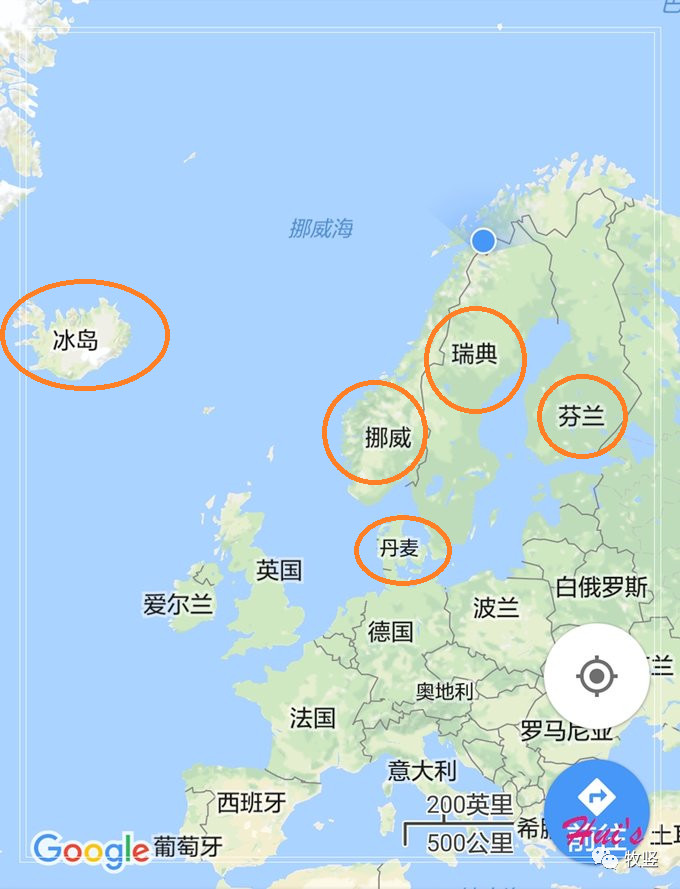 挪威海
冰岛
瑞典
芬兰
挪威
丹麦
英国
爱尔兰
白俄罗斯
波兰
德国
兰
奥地利
法国
罗马尼亚
意大利
西班牙
200英里
500公里
希腊
Hui's
Google
葡萄牙
牧竖